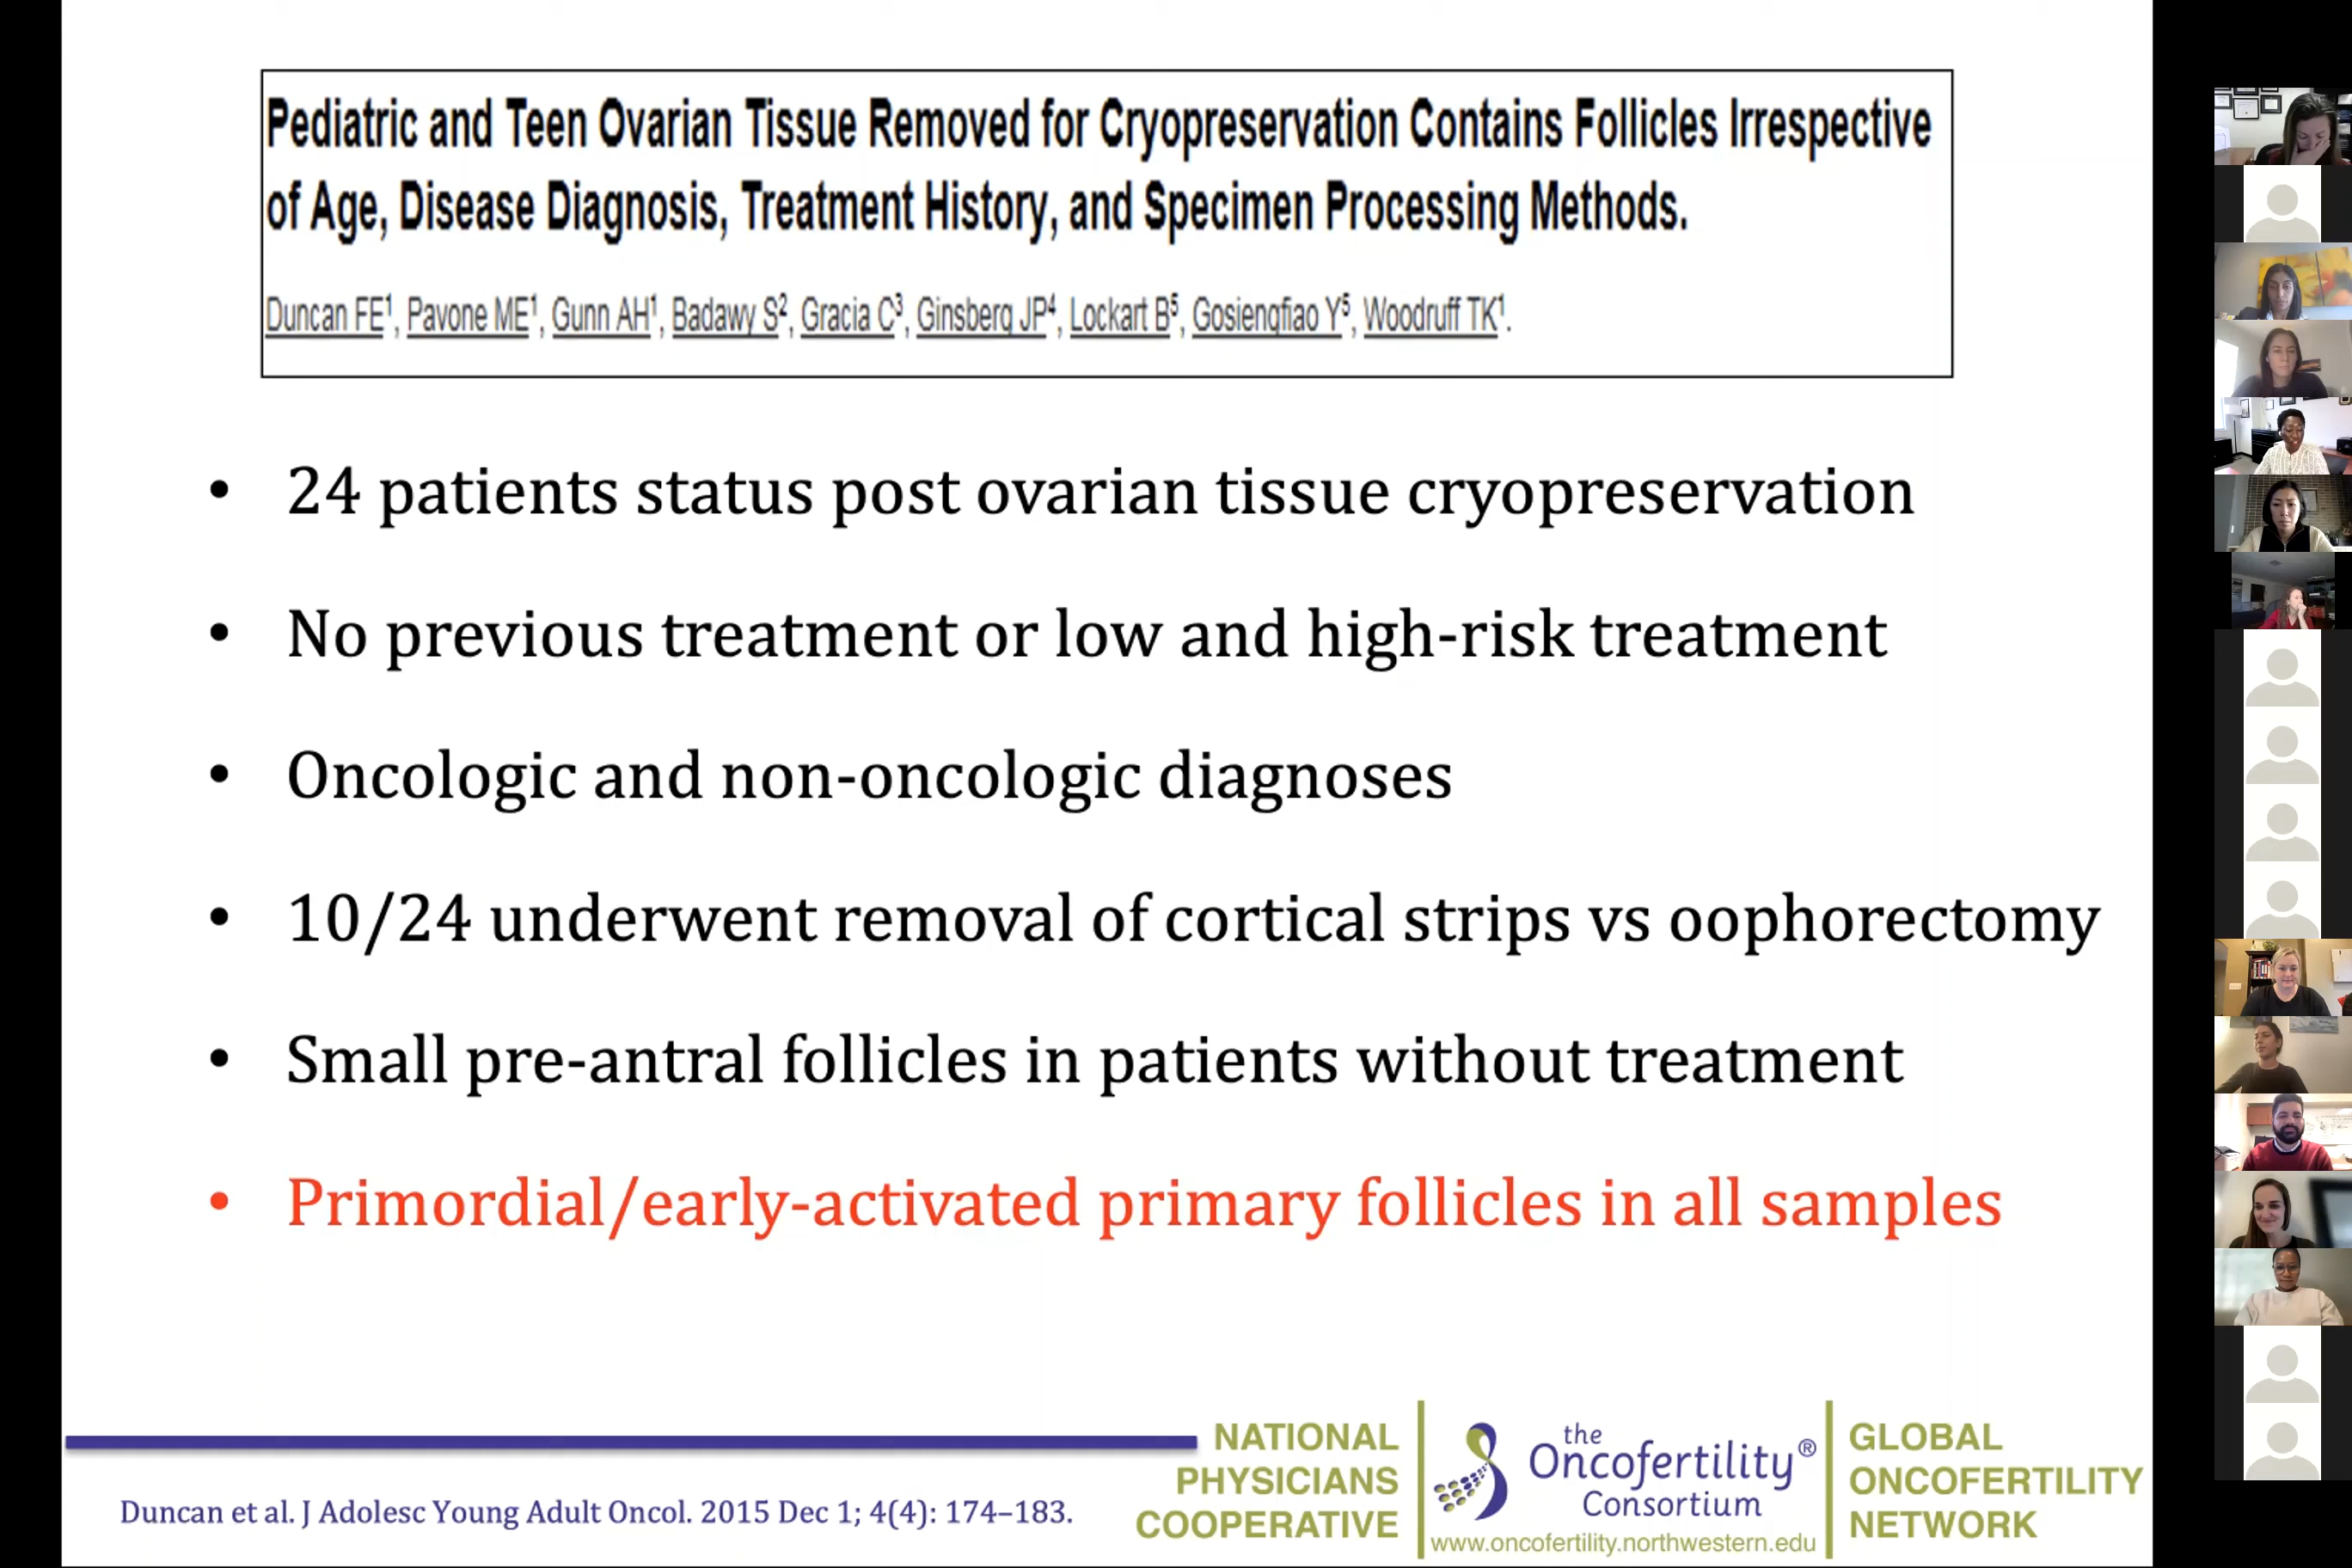 Pediatric and Teen Ovarian Tissue Removed for Cryopreservation Contains Follicles Irrespective
of Age, Disease Diagnosis, Treatment History, and Specimen Processing Methods.
Duncan FE¹, Pavone ME¹, Gunn AH¹, Badawy S², Gracia C³, Ginsberg JP⁴, Lockart B⁵, Gosiengfiao Y⁵, Woodruff TK¹.
• 24 patients status post ovarian tissue cryopreservation
• No previous treatment or low and high-risk treatment
• Oncologic and non-oncologic diagnoses
• 10/24 underwent removal of cortical strips vs oophorectomy
• Small pre-antral follicles in patients without treatment
• Primordial/early-activated primary follicles in all samples
Duncan et al. J Adolesc Young Adult Oncol. 2015 Dec 1; 4(4): 174–183.
NATIONAL
PHYSICIANS
COOPERATIVE
the
Oncofertility®
Consortium
www.oncofertility.northwestern.edu
GLOBAL
ONCOFERTILITY
NETWORK